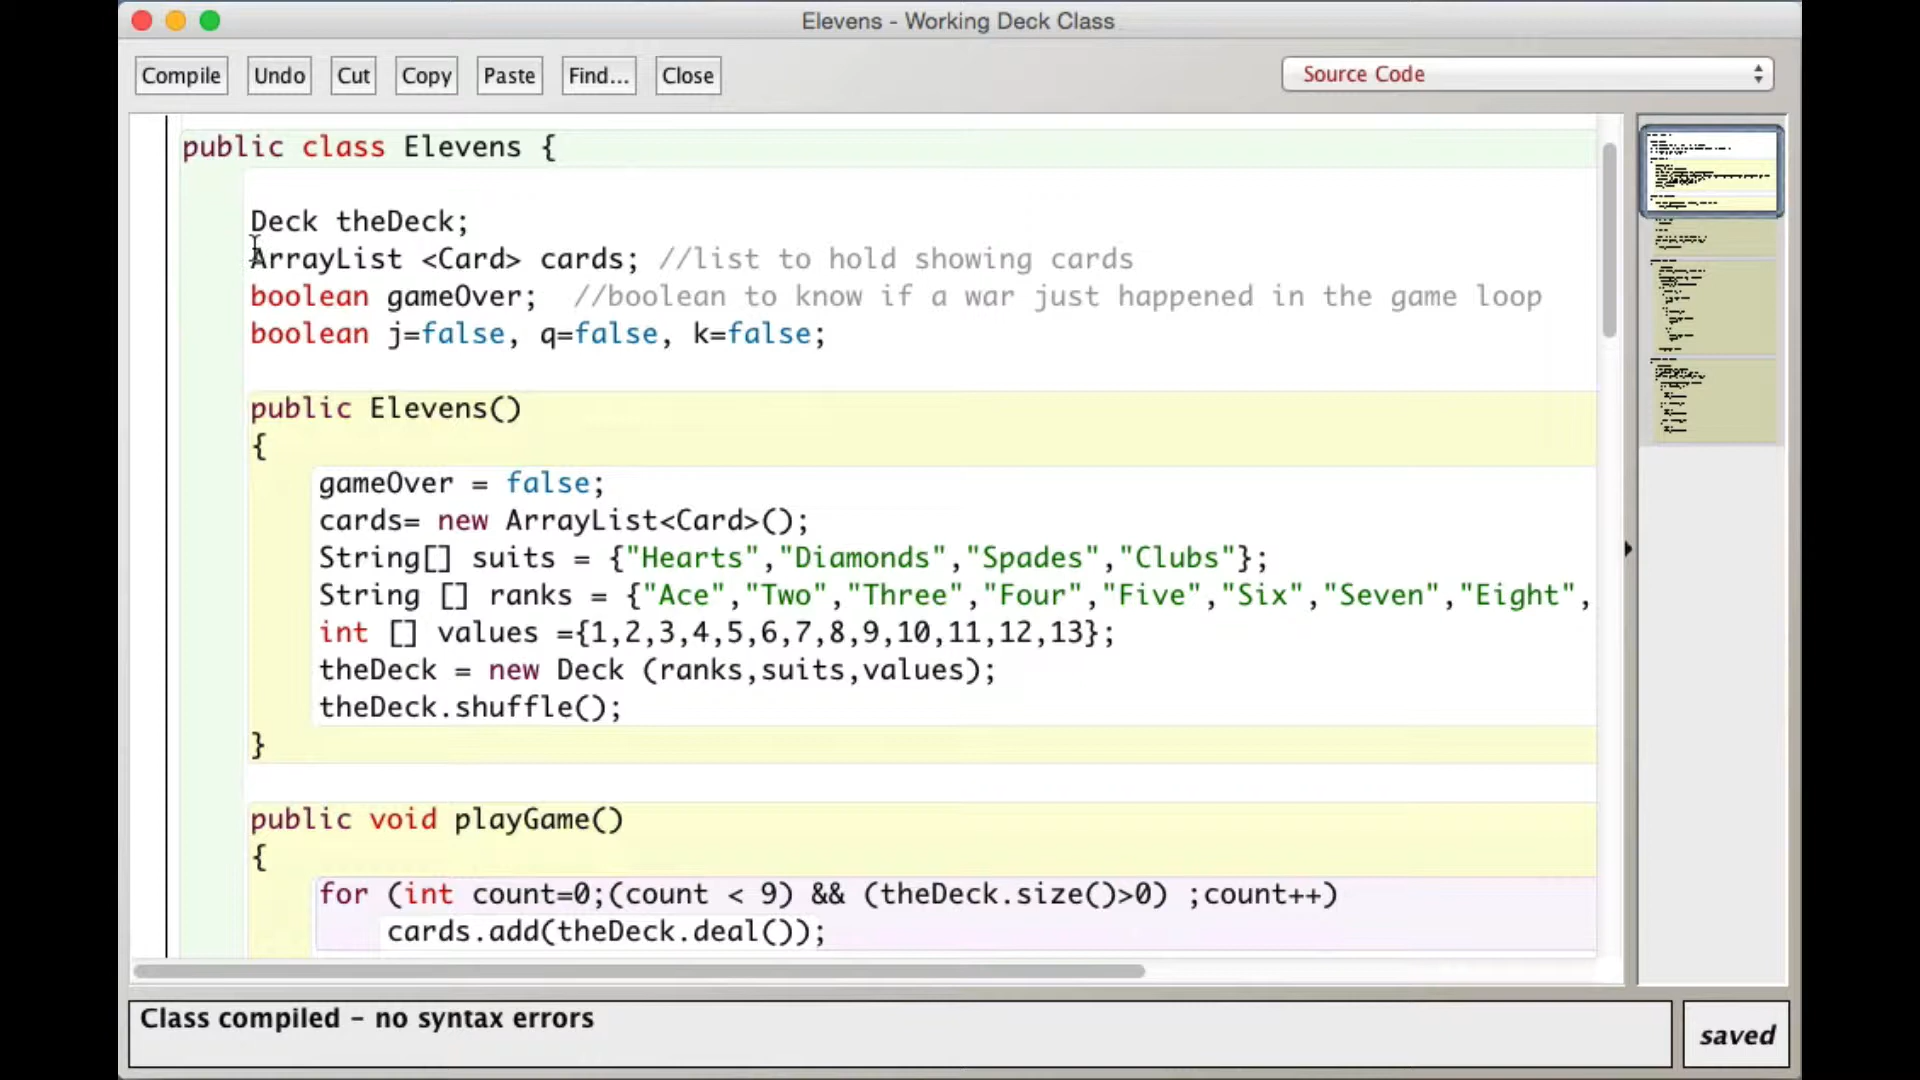 Elevens - Working Deck Class
Compile Undo Cut Copy Paste Find... Close Source Code
public class Elevens {
Deck theDeck;
ArrayList <Card> cards; //list to hold showing cards
boolean gameOver;  //boolean to know if a war just happened in the game loop
boolean j=false, q=false, k=false;
public Elevens()
{
gameOver = false;
cards= new ArrayList<Card>();
String[] suits = {"Hearts","Diamonds","Spades","Clubs"};
String [] ranks = {"Ace","Two","Three","Four","Five","Six","Seven","Eight",
int [] values ={1,2,3,4,5,6,7,8,9,10,11,12,13};
theDeck = new Deck (ranks,suits,values);
theDeck.shuffle();
}
public void playGame()
{
for (int count=0;(count < 9) && (theDeck.size()>0) ;count++)
cards.add(theDeck.deal());
Class compiled - no syntax errors
saved